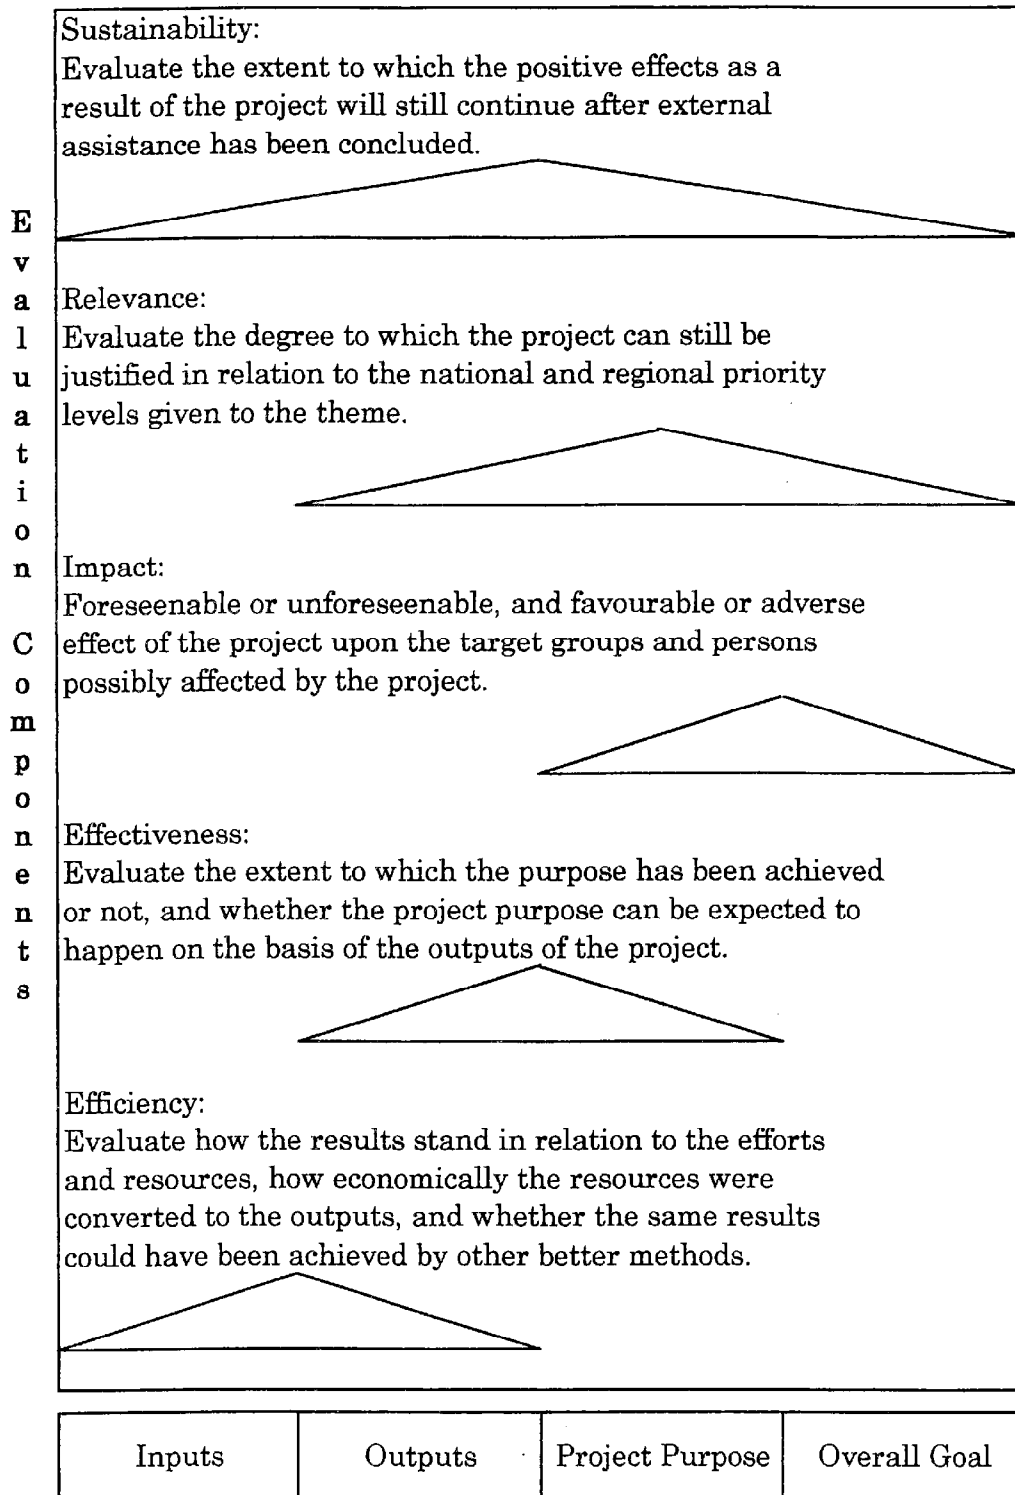 Evaluation Components
Sustainability:
Evaluate the extent to which the positive effects as a
result of the project will still continue after external
assistance has been concluded.
Relevance:
Evaluate the degree to which the project can still be
justified in relation to the national and regional priority
levels given to the theme.
Impact:
Foreseeable or unforeseenable, and favourable or adverse
effect of the project upon the target groups and persons
possibly affected by the project.
Effectiveness:
Evaluate the extent to which the purpose has been achieved
or not, and whether the project purpose can be expected to
happen on the basis of the outputs of the project.
Efficiency:
Evaluate how the results stand in relation to the efforts
and resources, how economically the resources were
converted to the outputs, and whether the same results
could have been achieved by other better methods.
Inputs Outputs Project Purpose Overall Goal